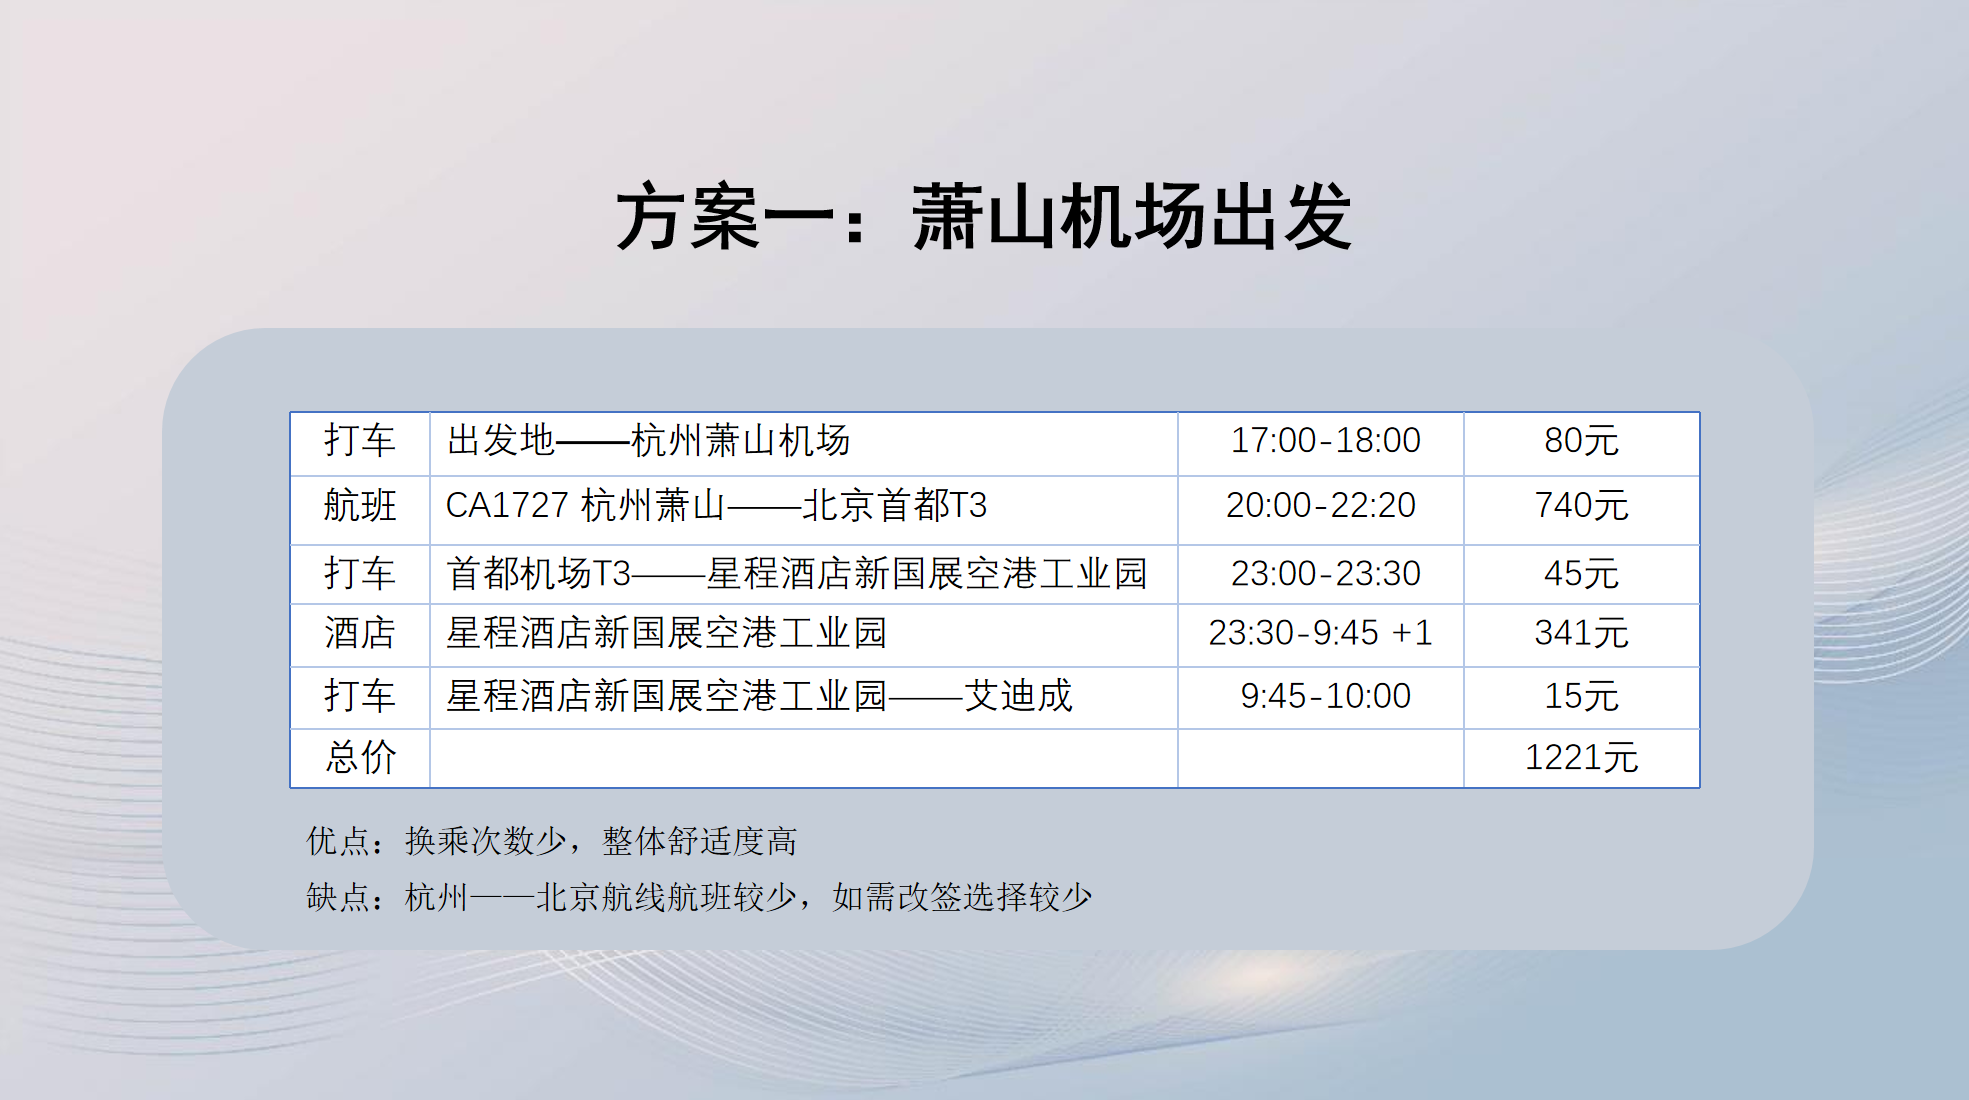 方案一：萧山机场出发
打车 出发地——杭州萧山机场 17:00-18:00 80元
航班 CA1727 杭州萧山——北京首都T3 20:00-22:20 740元
打车 首都机场T3——星程酒店新国展空港工业园 23:00-23:30 45元
酒店 星程酒店新国展空港工业园 23:30-9:45 +1 341元
打车 星程酒店新国展空港工业园——艾迪成 9:45-10:00 15元
总价 1221元
优点：换乘次数少，整体舒适度高
缺点：杭州——北京航线航班较少，如需改签选择较少